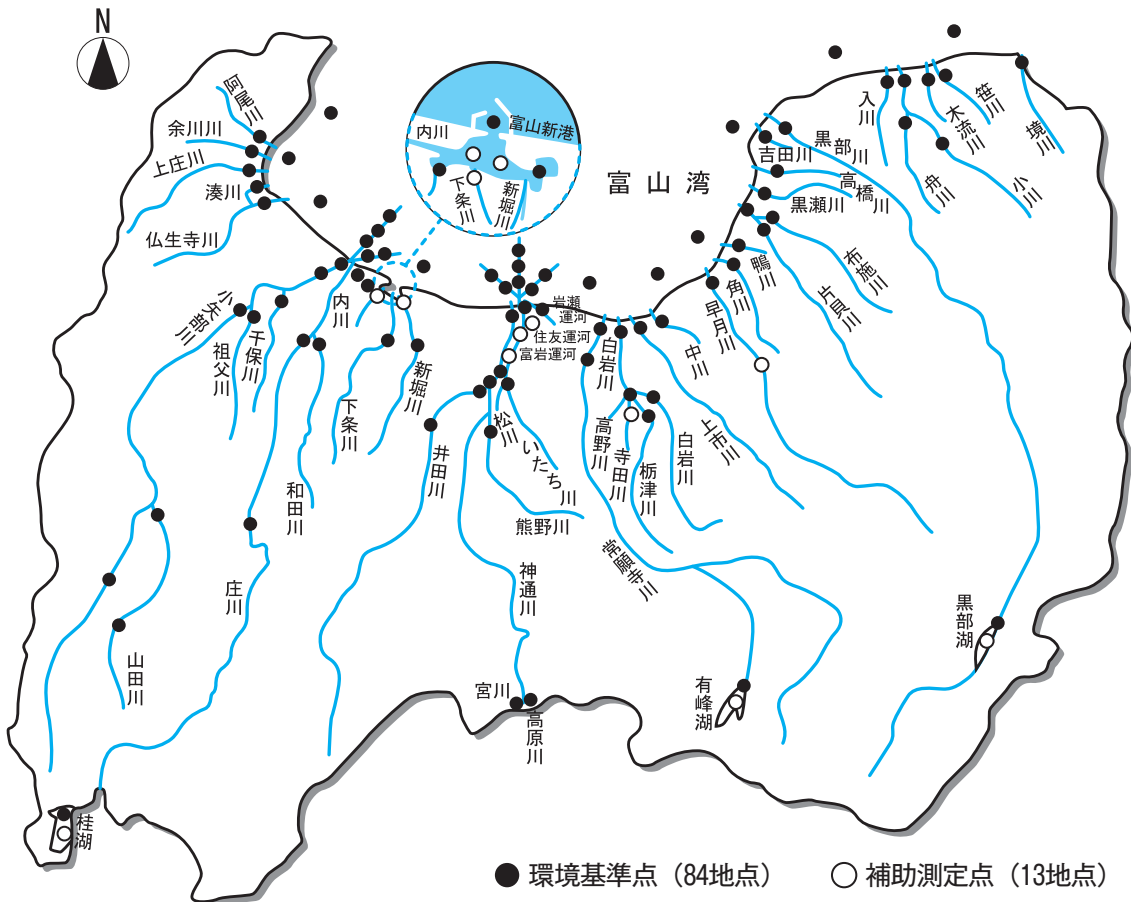 N
阿尾川
余川川
上庄川
湊川
仏生寺川
内川
富山新港
下条川
新堀川
富山湾
入川
木流川
笹川
境川
舟川
小川
吉田川
黒部川
高橋川
黒瀬川
布施川
片貝川
鴨川
角川
早月川
中川
上市川
白岩川
岩瀬
運河
住友運河
富岩運河
小矢部川
祖父川
千保川
内川
下条川
新堀川
和田川
庄川
山田川
井田川
松川
いたち川
熊野川
神通川
高野川
寺田川
栃津川
白岩川
常願寺川
宮川
高原川
有峰湖
黒部湖
桂湖
環境基準点（84地点）
補助測定点（13地点）